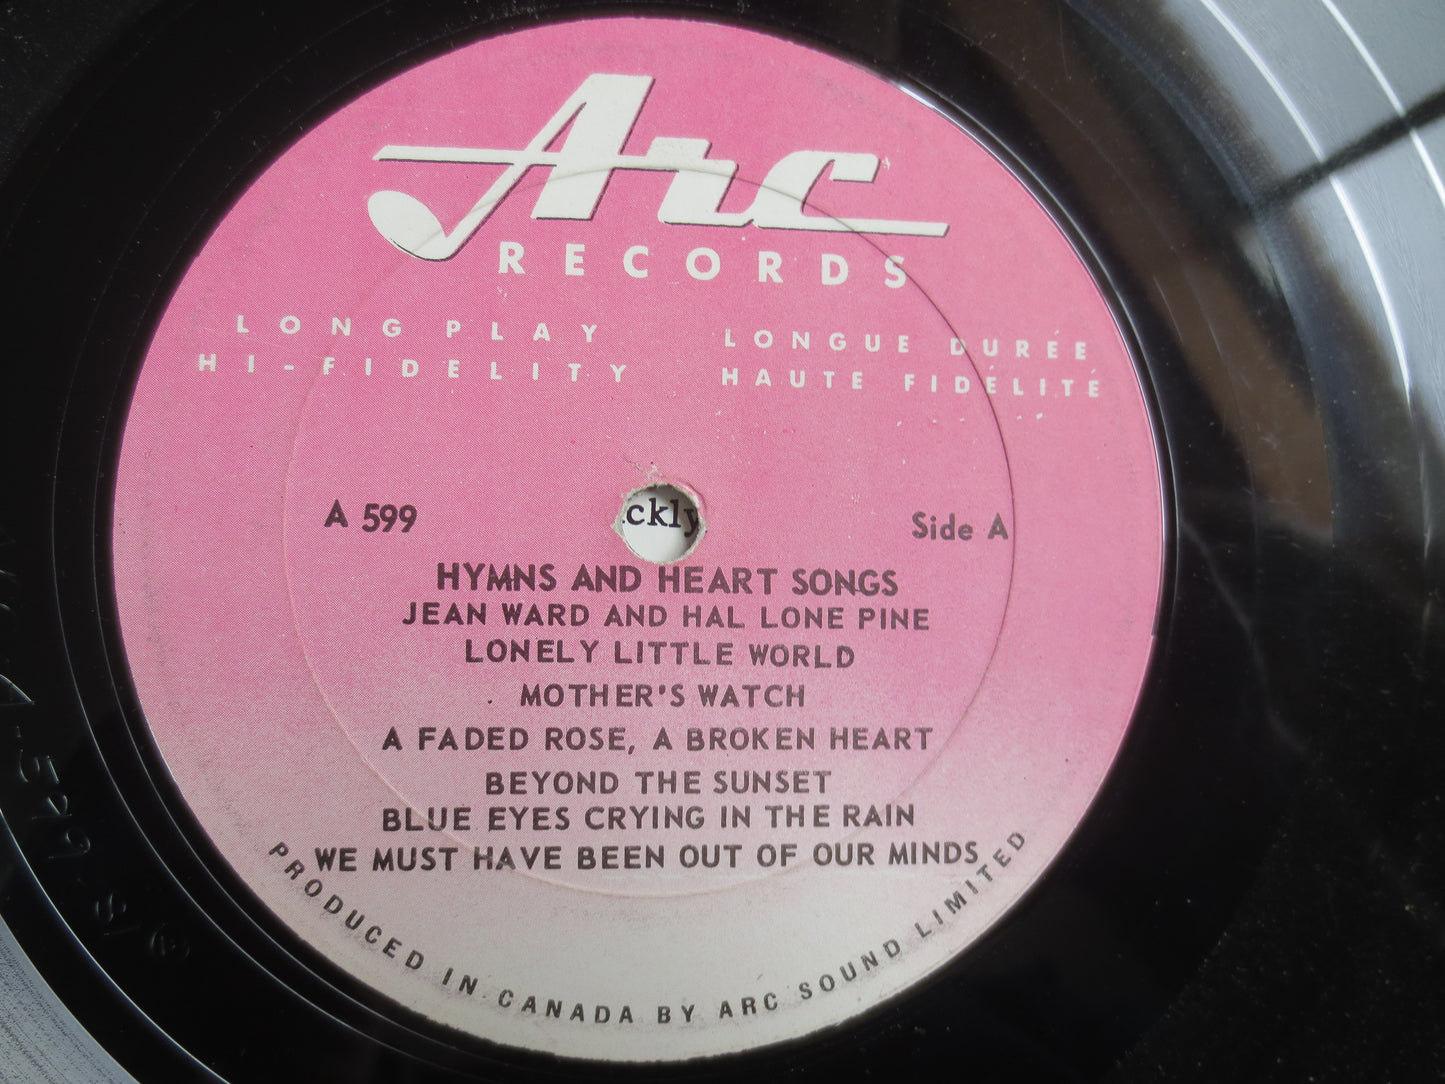 Arc
RECORDS
LONG PLAY
HI-FIDELITY
LONGUE DURÉE
HAUTE FIDÉLITÉ
A 599
ckly
Side A
HYMNS AND HEART SONGS
JEAN WARD AND HAL LONE PINE
LONELY LITTLE WORLD
MOTHER'S WATCH
A FADED ROSE, A BROKEN HEART
BEYOND THE SUNSET
BLUE EYES CRYING IN THE RAIN
WE MUST HAVE BEEN OUT OF OUR MINDS
PRODUCED IN CANADA BY ARC SOUND LIMITED